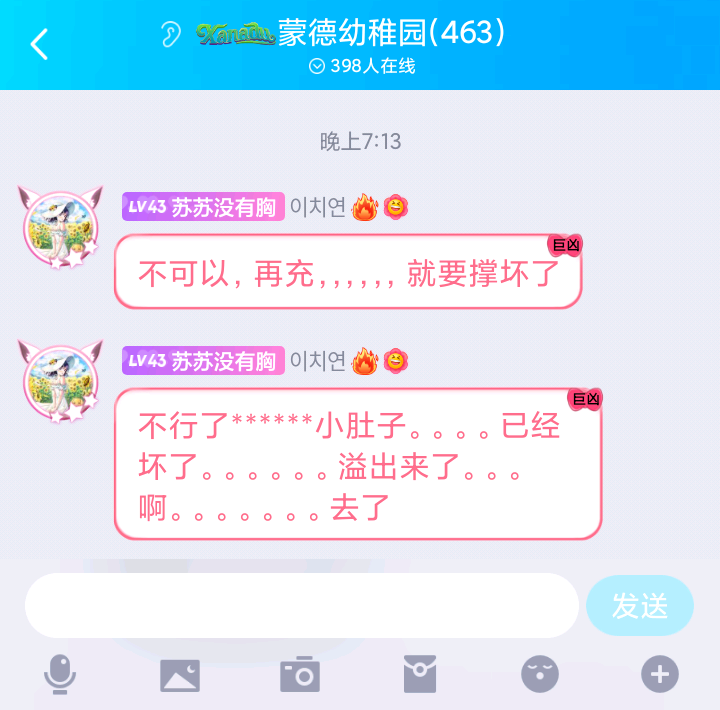 Xanadu 蒙德幼稚园(463)
398人在线
晚上7:13
LV43 苏苏没有胸 이치연
巨凶
不可以, 再充,,,,,, 就要撑坏了
LV43 苏苏没有胸 이치연
巨凶
不行了******小肚子。。。。已经
坏了。。。。。。溢出来了。。。
啊。。。。。。。去了
发送